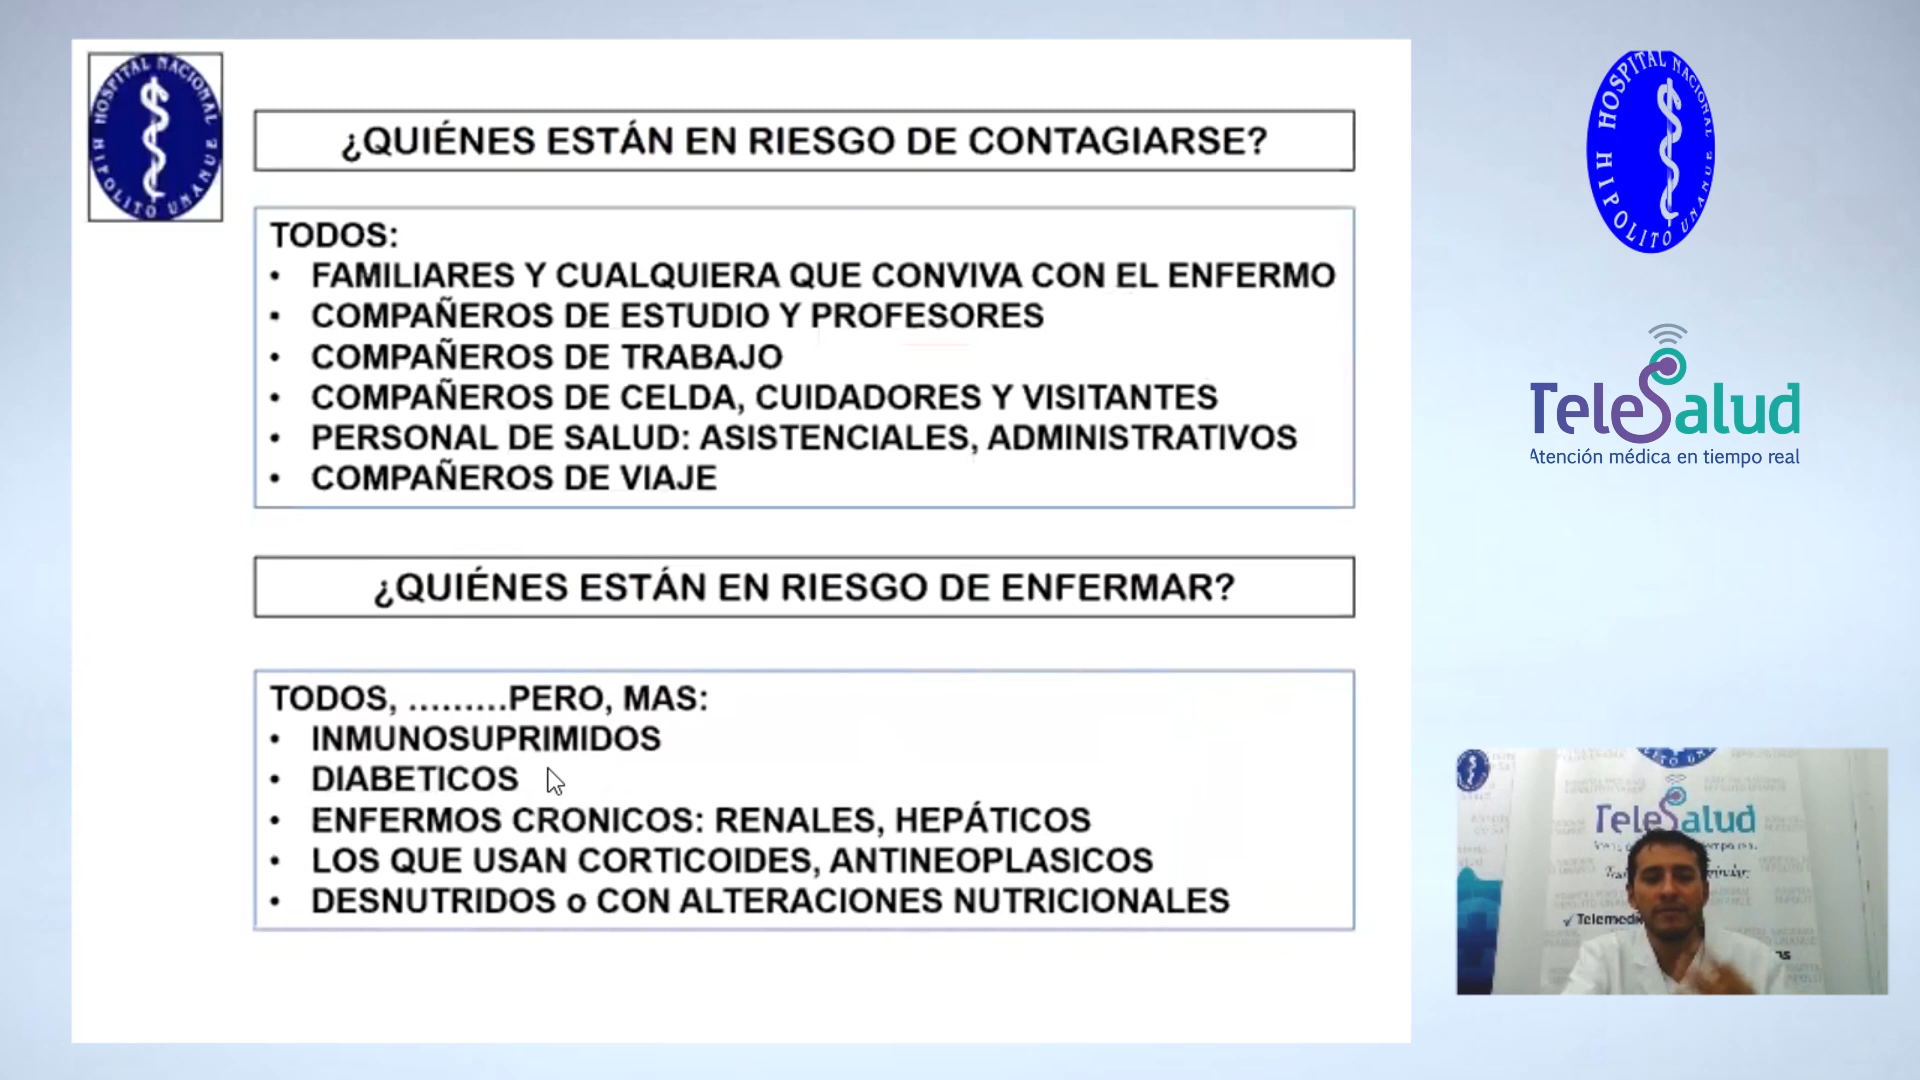 HOSPITAL NACIONAL
HIPOLITO UNANUE
¿QUIÉNES ESTÁN EN RIESGO DE CONTAGIARSE?
TODOS:
• FAMILIARES Y CUALQUIERA QUE CONVIVA CON EL ENFERMO
• COMPAÑEROS DE ESTUDIO Y PROFESORES
• COMPAÑEROS DE TRABAJO
• COMPAÑEROS DE CELDA, CUIDADORES Y VISITANTES
• PERSONAL DE SALUD: ASISTENCIALES, ADMINISTRATIVOS
• COMPAÑEROS DE VIAJE
¿QUIÉNES ESTÁN EN RIESGO DE ENFERMAR?
TODOS, .........PERO, MAS:
• INMUNOSUPRIMIDOS
• DIABETICOS
• ENFERMOS CRONICOS: RENALES, HEPÁTICOS
• LOS QUE USAN CORTICOIDES, ANTINEOPLASICOS
• DESNUTRIDOS o CON ALTERACIONES NUTRICIONALES
HOSPITAL NACIONAL
HIPOLITO UNANUE
TeleSalud
Atención médica en tiempo real
TeleSalud
Telemedi